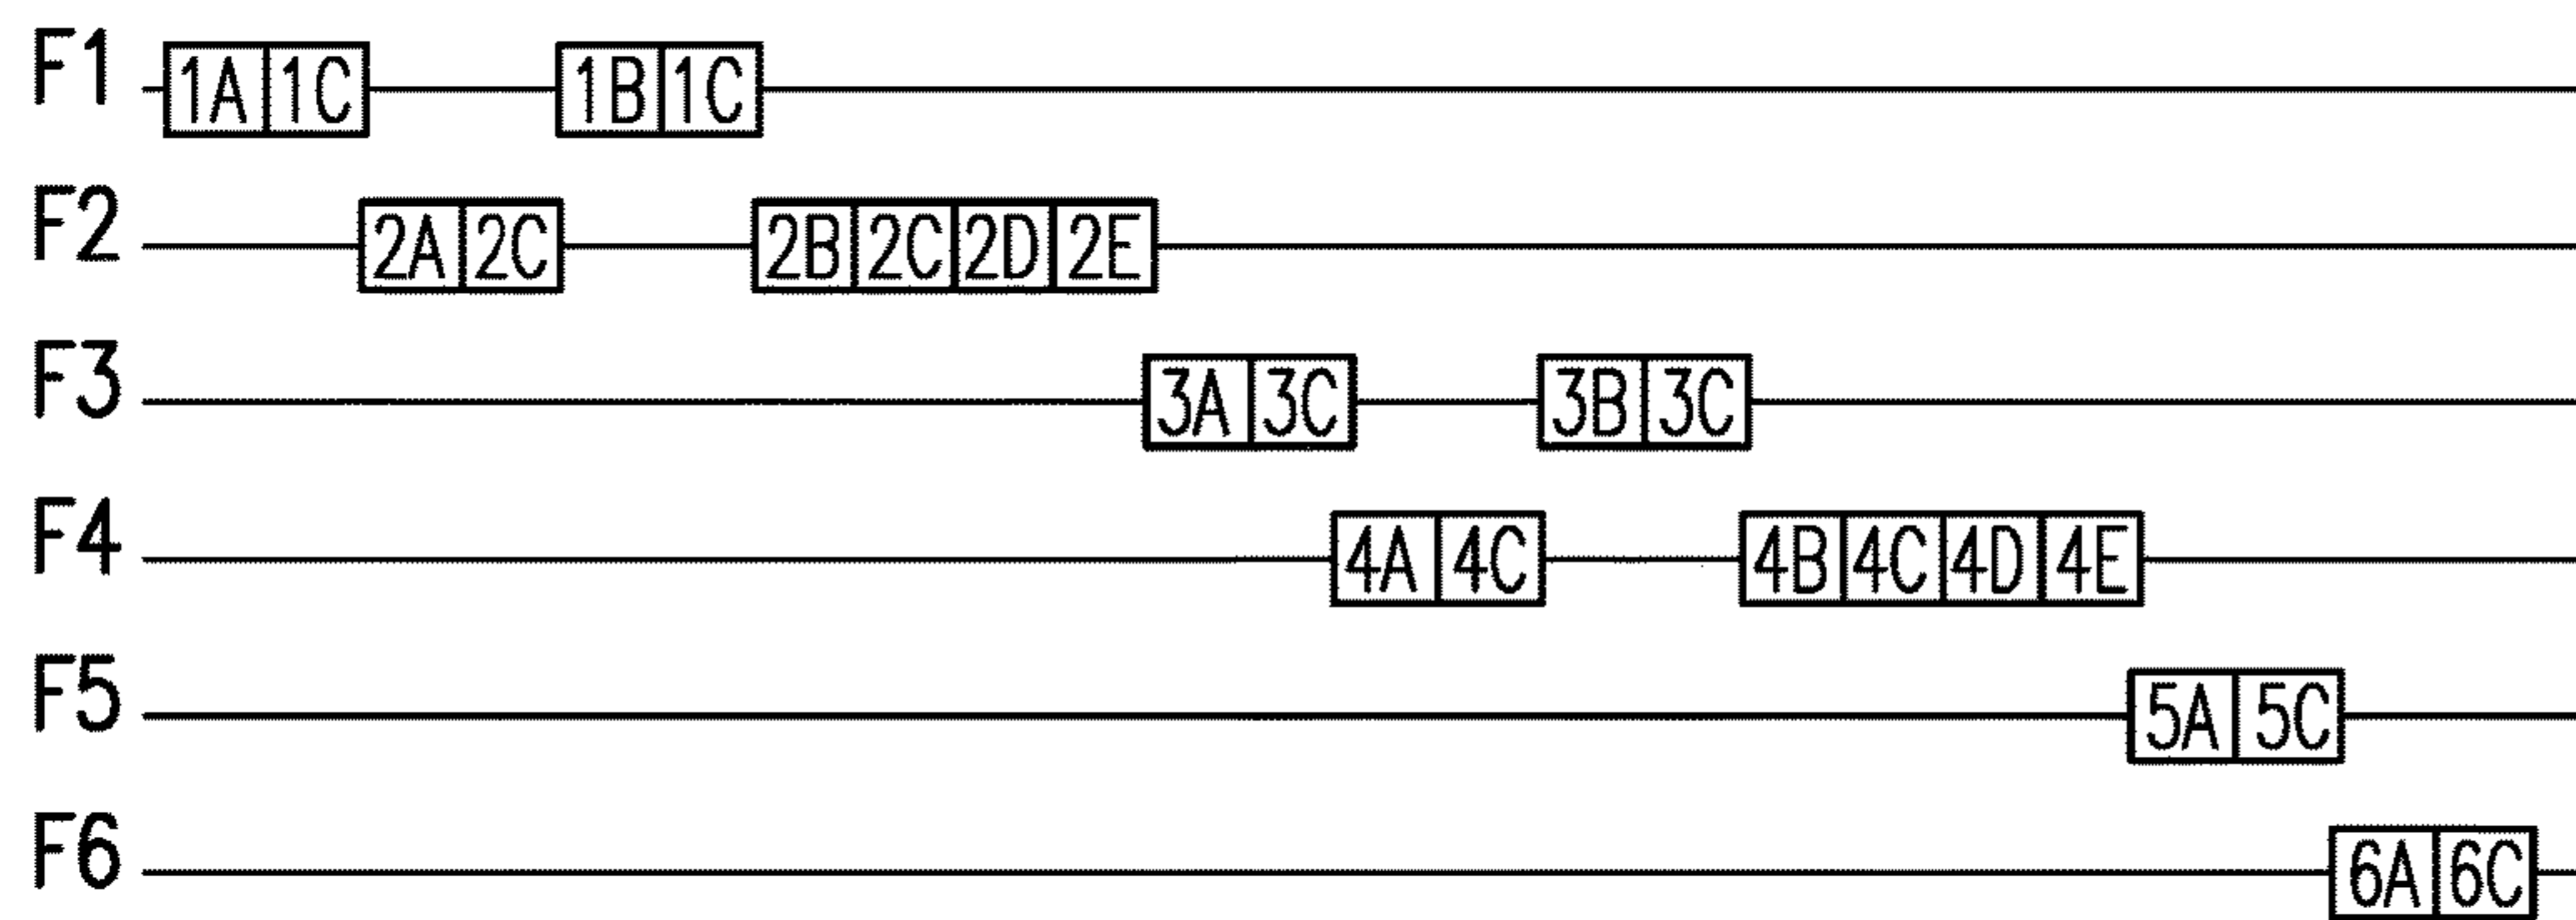 F1 1A 1C 1B 1C
F2 2A 2C 2B 2C 2D 2E
F3 3A 3C 3B 3C
F4 4A 4C 4B 4C 4D 4E
F5 5A 5C
F6 6A 6C